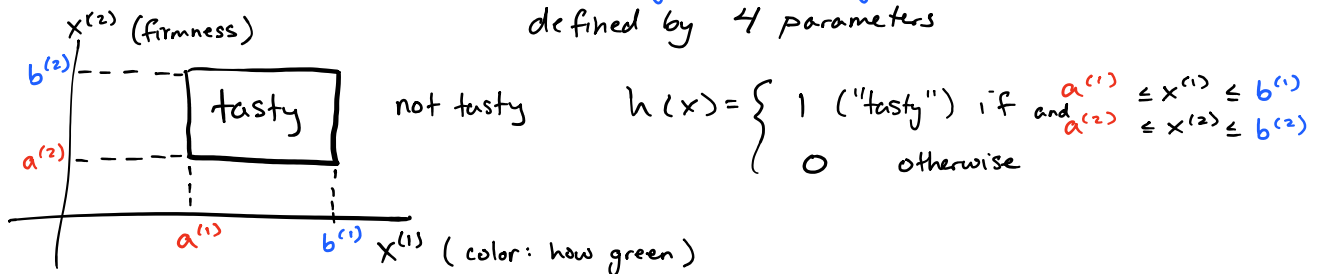 defined by 4 parameters
x^(2) (firmness)
b^(2)
tasty
not tasty
h(x) = { 1 ("tasty") if a^(1) ≤ x^(1) ≤ b^(1)
and a^(2) ≤ x^(2) ≤ b^(2)
0 otherwise
a^(2)
a^(1)
b^(1)
x^(1) (color: how green)